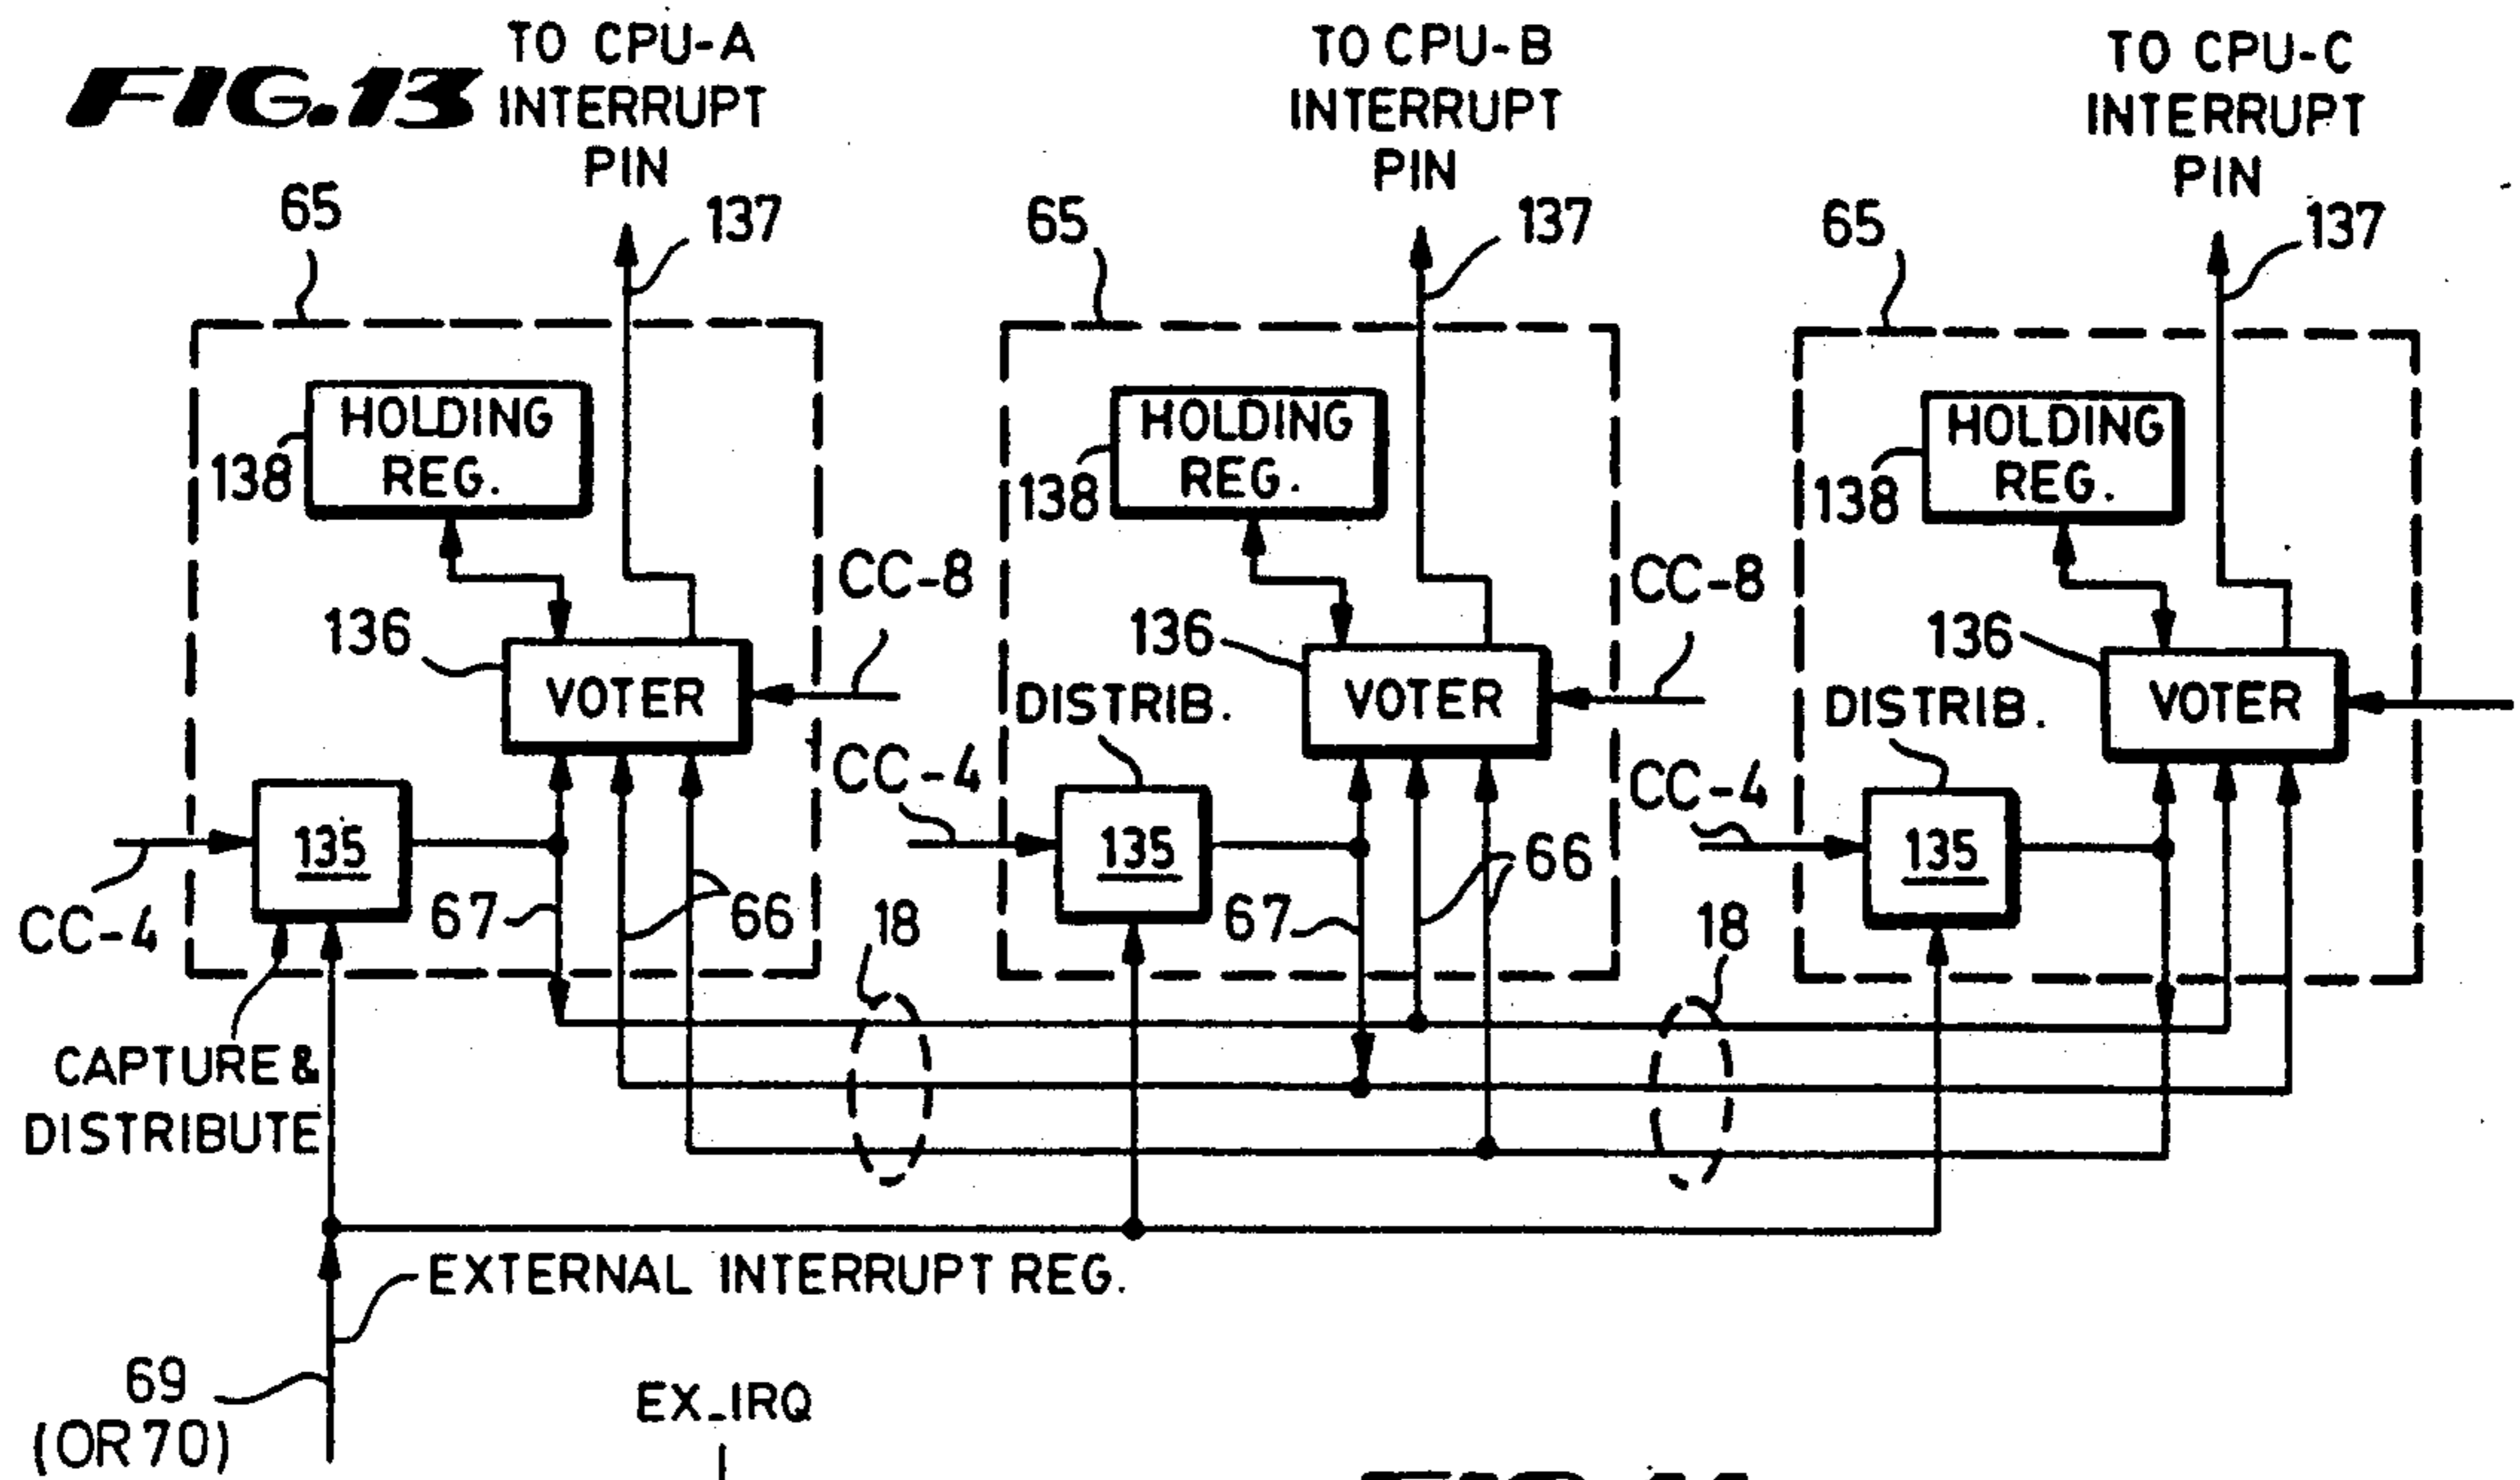 FIG.13
TO CPU-A
INTERRUPT
PIN
TO CPU-B
INTERRUPT
PIN
TO CPU-C
INTERRUPT
PIN
65
137
65
137
65
137
HOLDING
REG.
138
HOLDING
REG.
138
HOLDING
REG.
138
CC-8
CC-8
136
VOTER
136
VOTER
136
VOTER
DISTRIB.
DISTRIB.
CC-4
CC-4
135
135
135
CC-4
67
66
18
67
66
18
CAPTURE &
DISTRIBUTE
EXTERNAL INTERRUPT REG.
69
(OR 70)
EX_IRQ